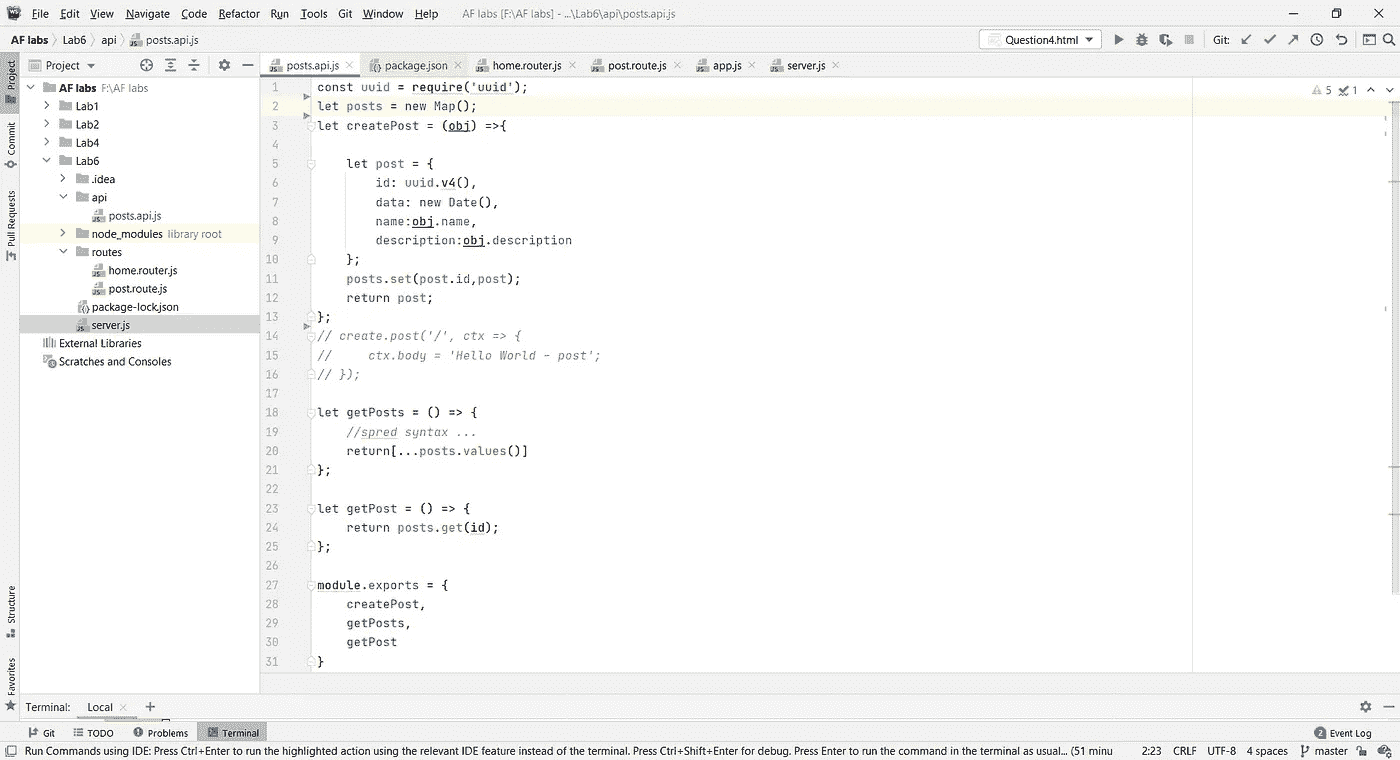 File Edit View Navigate Code Refactor Run Tools Git Window Help AF labs [F:\AF labs] - ...\Lab6\api\posts.api.js
AF labs Lab6 api posts.api.js Question4.html Git:
Project posts.api.js package.json home.router.js post.route.js app.js server.js
Project
Commit
Pull Requests
Structure
Favorites
AF labs F:\AF labs
Lab1
Lab2
Lab4
Lab6
.idea
api
posts.api.js
node_modules library root
routes
home.router.js
post.route.js
package-lock.json
server.js
External Libraries
Scratches and Consoles
5 1
1 const uuid = require('uuid');
2 let posts = new Map();
3 let createPost = (obj) =>{
4
5 let post = {
6 id: uuid.v4(),
7 data: new Date(),
8 name:obj.name,
9 description:obj.description
10 };
11 posts.set(post.id,post);
12 return post;
13 };
14 // create.post('/', ctx => {
15 // ctx.body = 'Hello World - post';
16 // });
17
18 let getPosts = () => {
19 //spred syntax ...
20 return[...posts.values()]
21 };
22
23 let getPost = () => {
24 return posts.get(id);
25 };
26
27 module.exports = {
28 createPost,
29 getPosts,
30 getPost
31 }
Terminal: Local
Git TODO Problems Terminal 2 Event Log
Run Commands using IDE: Press Ctrl+Enter to run the highlighted action using the relevant IDE feature instead of the terminal. Press Ctrl+Shift+Enter for debug. Press Enter to run the command in the terminal as usual... (51 minu 2:23 CRLF UTF-8 4 spaces master